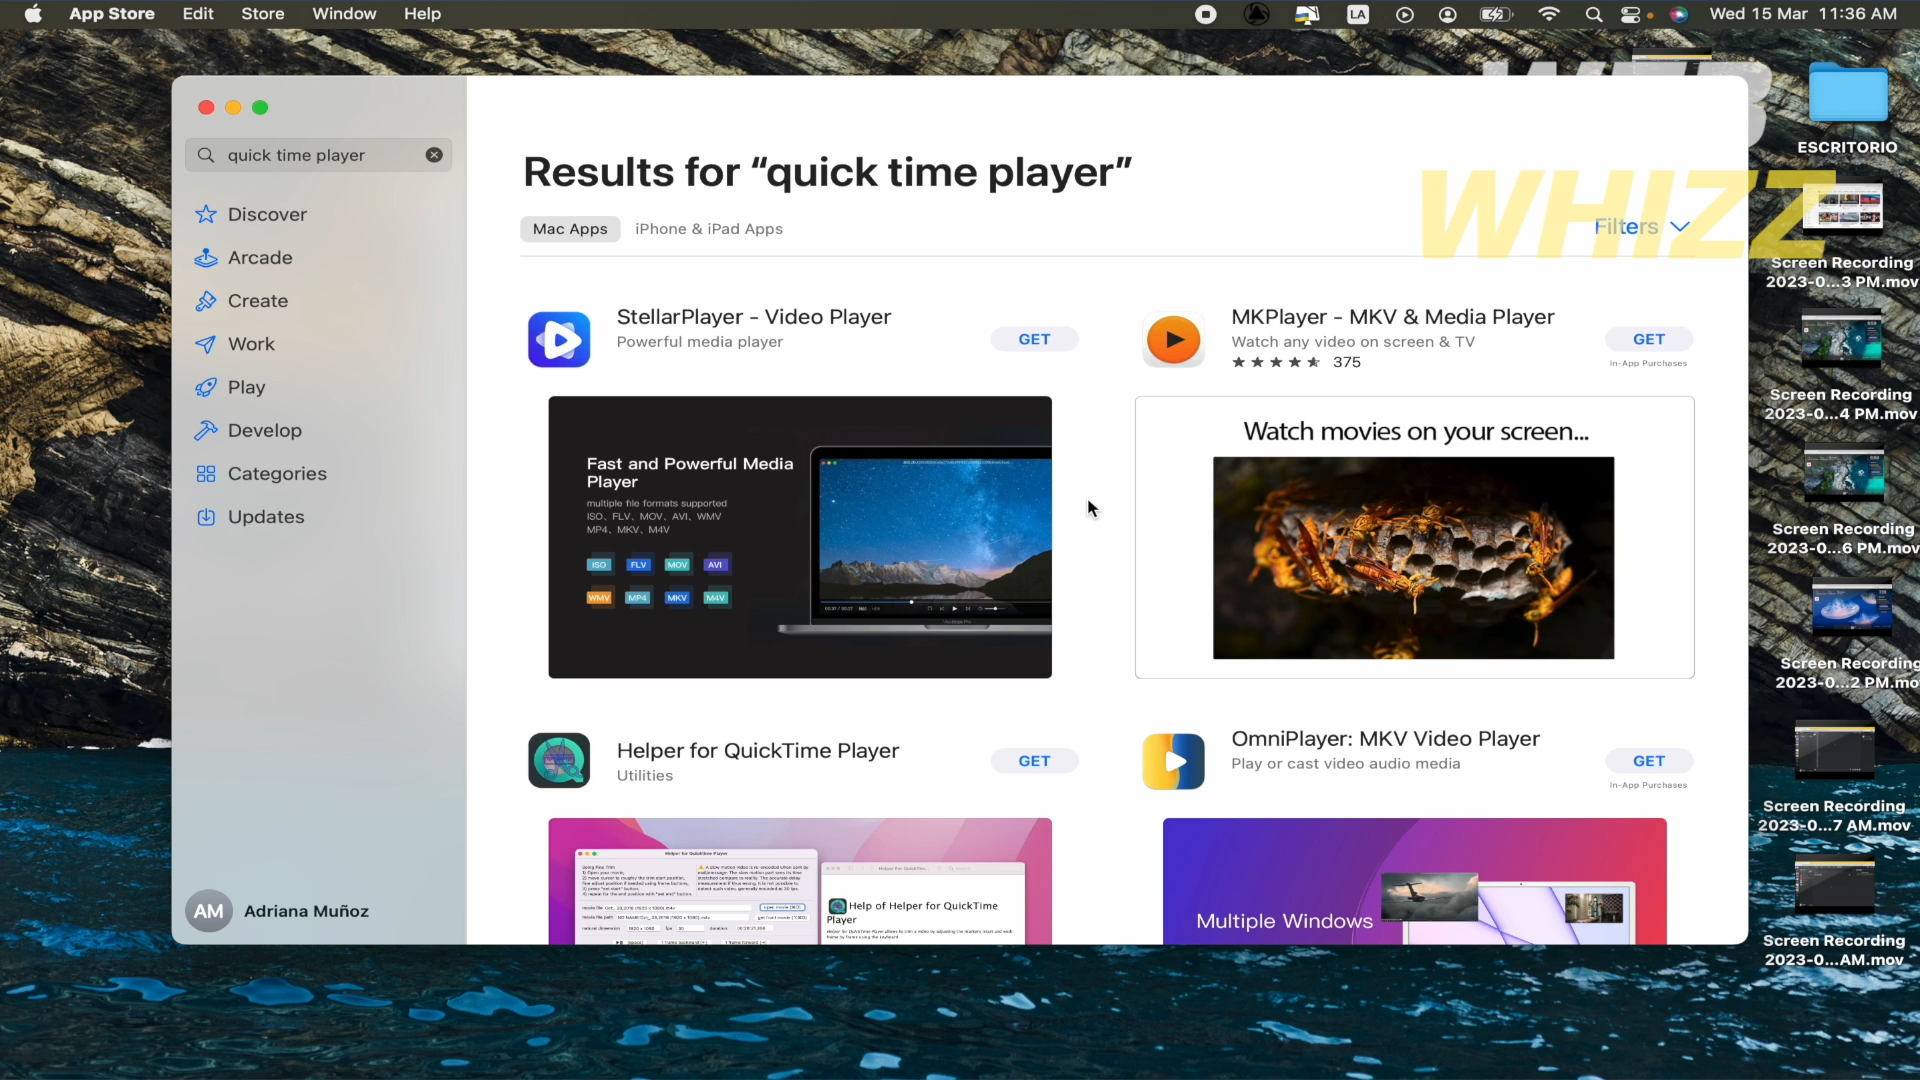 App Store Edit Store Window Help
LA
Wed 15 Mar 11:36 AM
quick time player
Discover
Arcade
Create
Work
Play
Develop
Categories
Updates
AM Adriana Muñoz
Results for “quick time player”
Mac Apps iPhone & iPad Apps
Filters
WHIZZ
StellarPlayer - Video Player
Powerful media player
GET
Fast and Powerful Media
Player
multiple file formats supported
ISO、FLV、MOV、AVI、WMV
MP4、MKV、M4V
ISO FLV MOV AVI
WMV MP4 MKV M4V
MKPlayer - MKV & Media Player
Watch any video on screen & TV
375
GET
In-App Purchases
Watch movies on your screen...
Helper for QuickTime Player
Utilities
GET
Helper for QuickTime Player
Help of Helper for QuickTime
Player
OmniPlayer: MKV Video Player
Play or cast video audio media
GET
In-App Purchases
Multiple Windows
ESCRITORIO
Screen Recording
2023-0...3 PM.mov
Screen Recording
2023-0...4 PM.mov
Screen Recording
2023-0...6 PM.mov
Screen Recording
2023-0...2 PM.mo
Screen Recording
2023-0...7 AM.mov
Screen Recording
2023-0...AM.mov